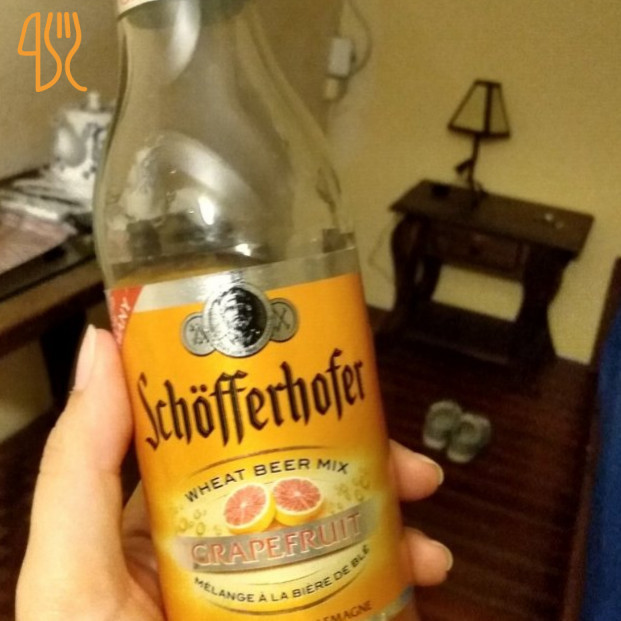 Schöfferhofer
WHEAT BEER MIX
GRAPEFRUIT
MÉLANGE À LA BIÈRE DE BLÉ